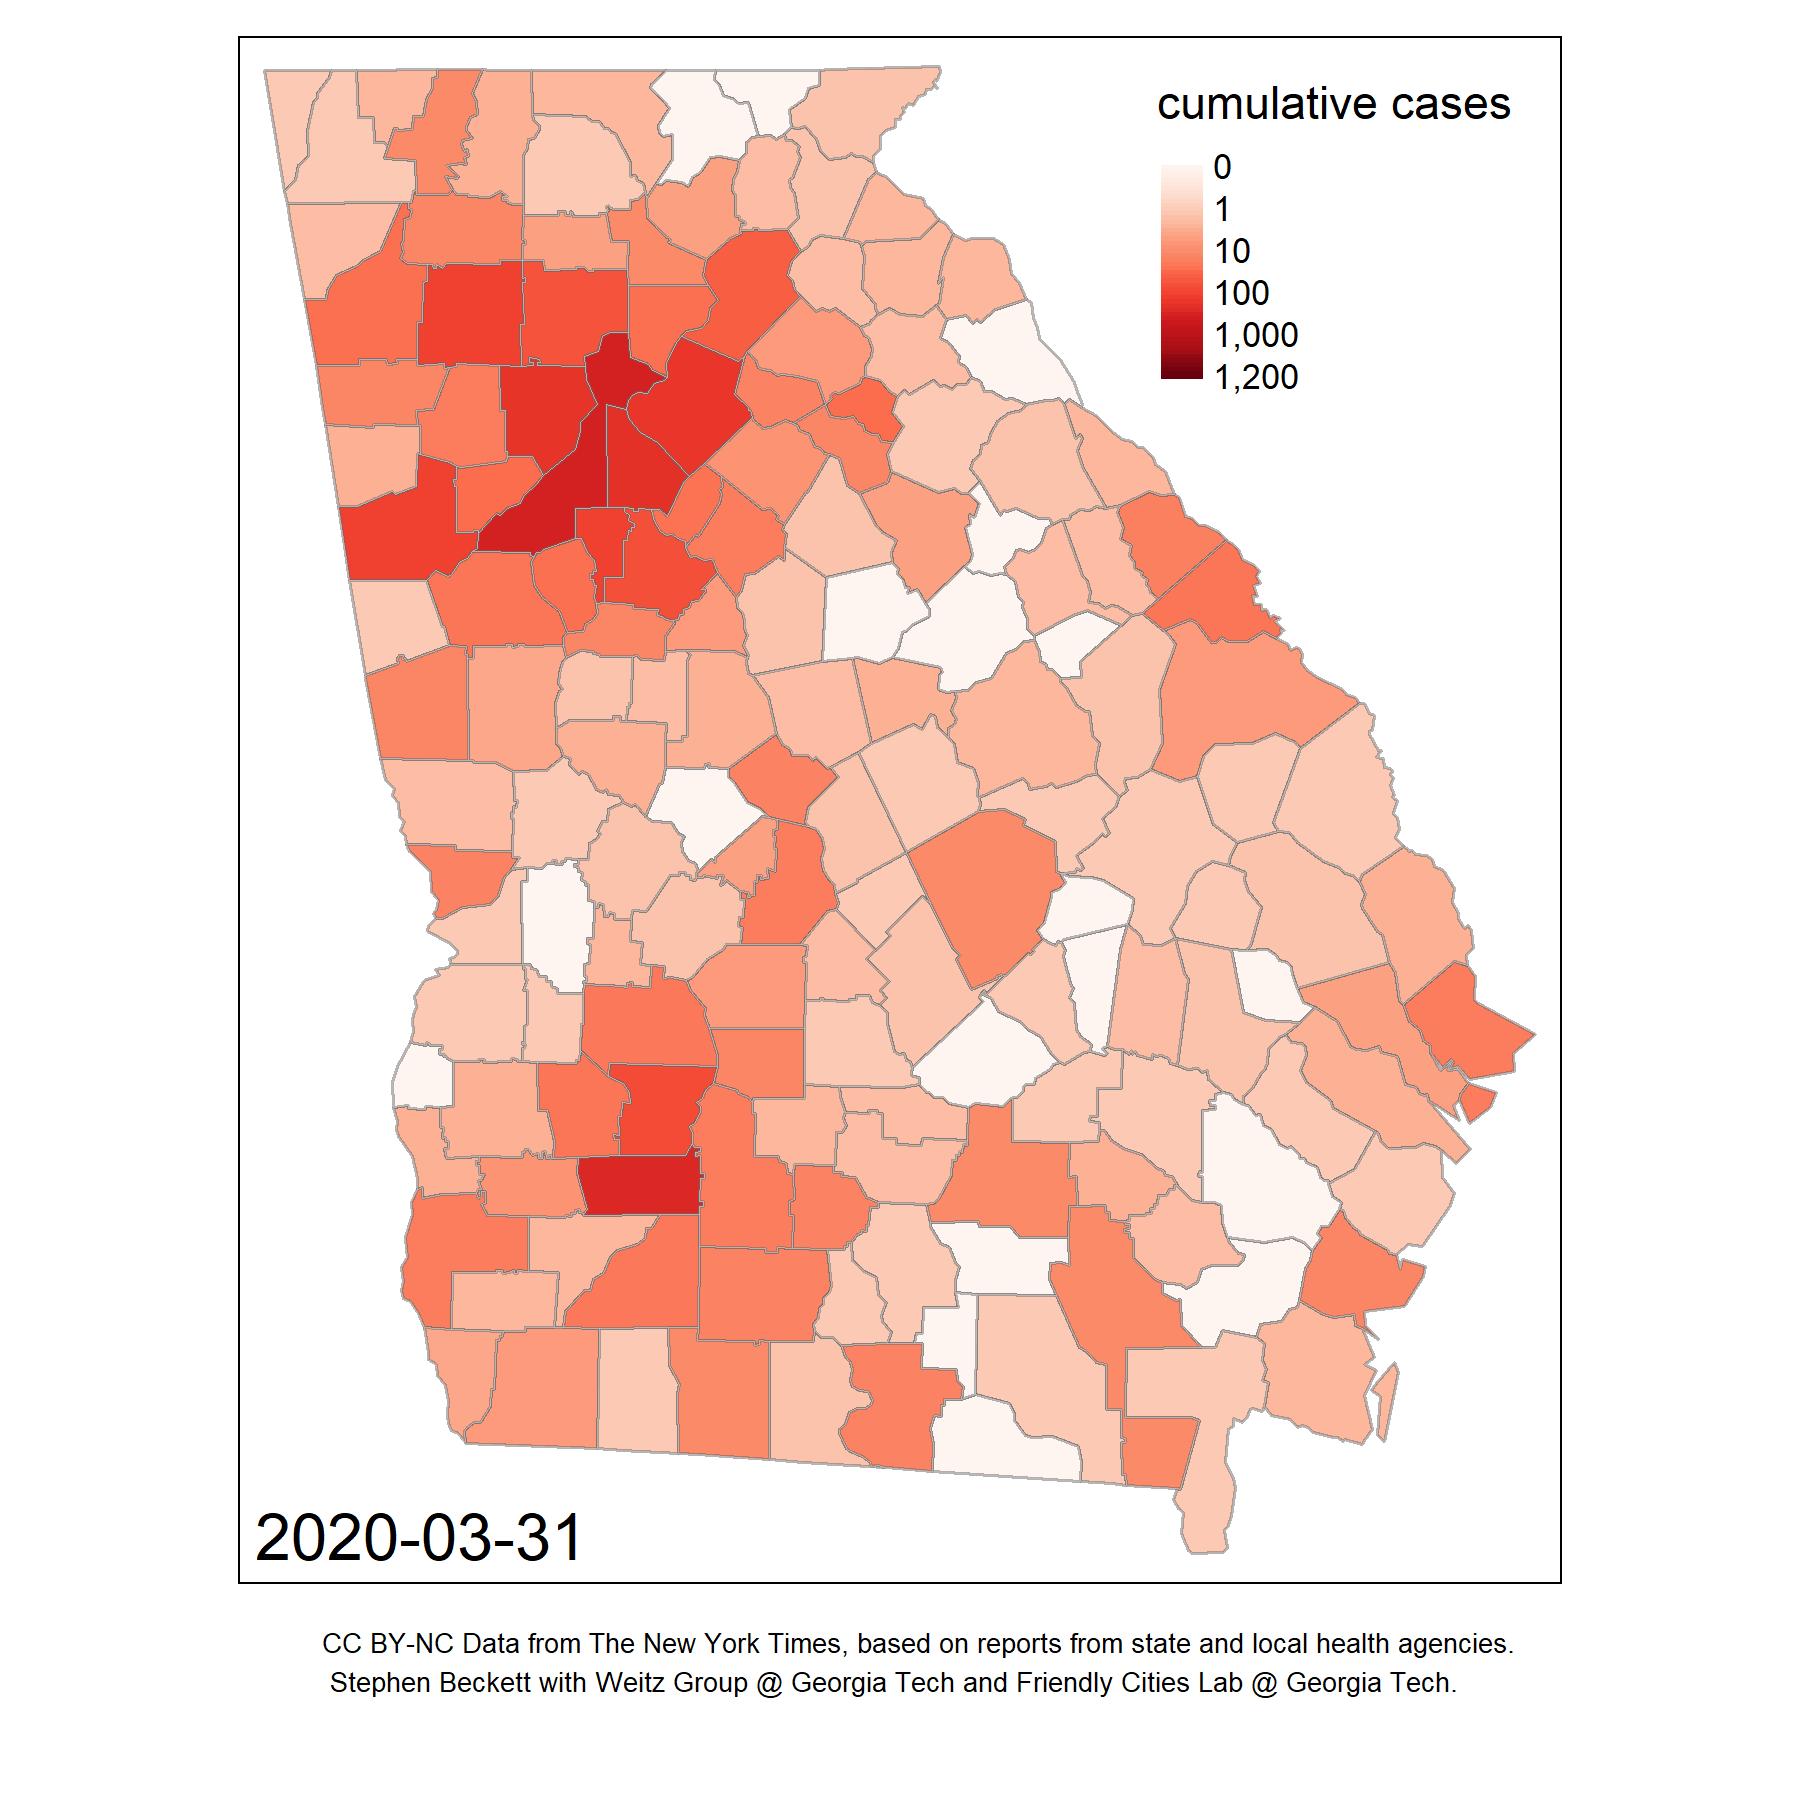 cumulative cases
0
1
10
100
1,000
1,200
2020-03-31
CC BY-NC Data from The New York Times, based on reports from state and local health agencies.
Stephen Beckett with Weitz Group @ Georgia Tech and Friendly Cities Lab @ Georgia Tech.